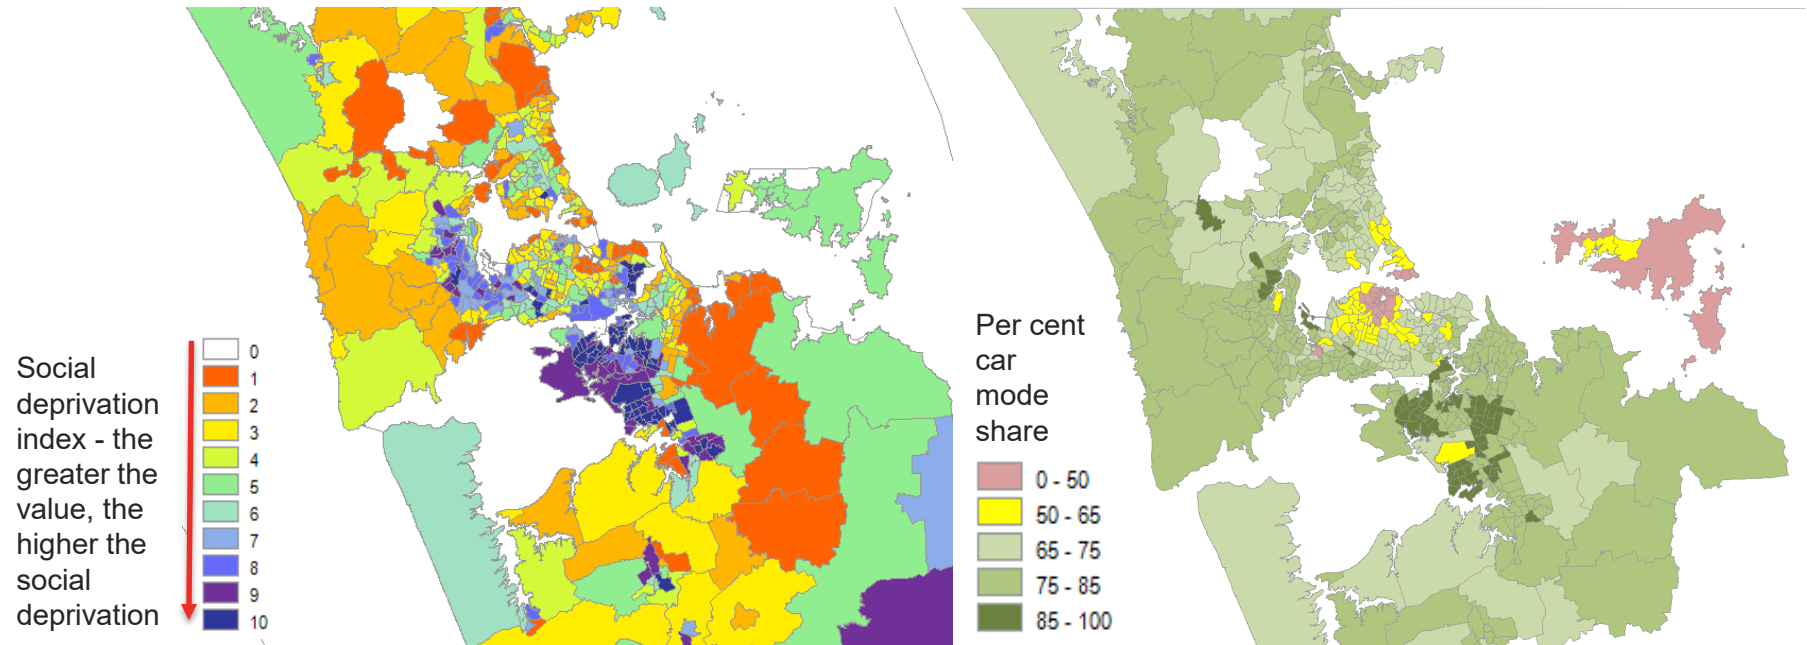 Social
deprivation
index - the
greater the
value, the
higher the
social
deprivation
0
1
2
3
4
5
6
7
8
9
10
Per cent
car
mode
share
0 - 50
50 - 65
65 - 75
75 - 85
85 - 100